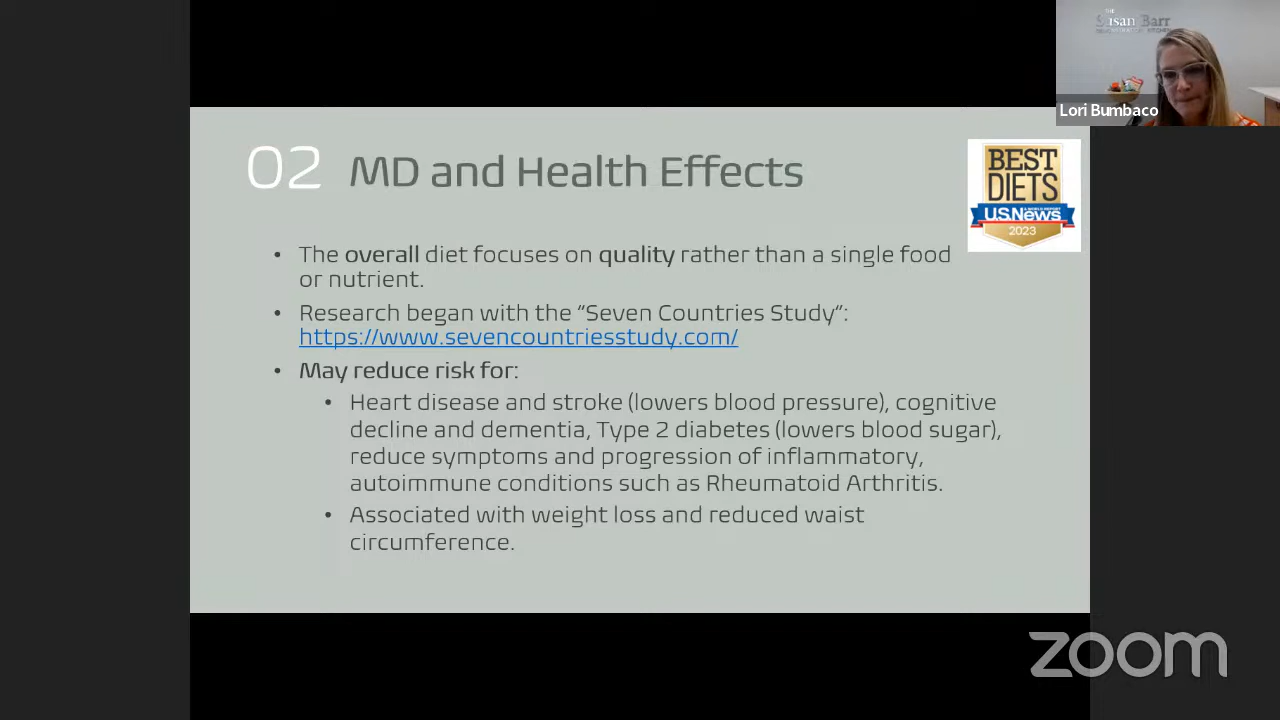 THE
Susan Barr
Lori Bumbaco
02 MD and Health Effects
BEST
DIETS
U.S.News
2023
• The overall diet focuses on quality rather than a single food
or nutrient.
• Research began with the “Seven Countries Study“:
https://www.sevencountriesstudy.com/
• May reduce risk for:
• Heart disease and stroke (lowers blood pressure), cognitive
decline and dementia, Type 2 diabetes (lowers blood sugar),
reduce symptoms and progression of inflammatory,
autoimmune conditions such as Rheumatoid Arthritis.
• Associated with weight loss and reduced waist
circumference.
zoom